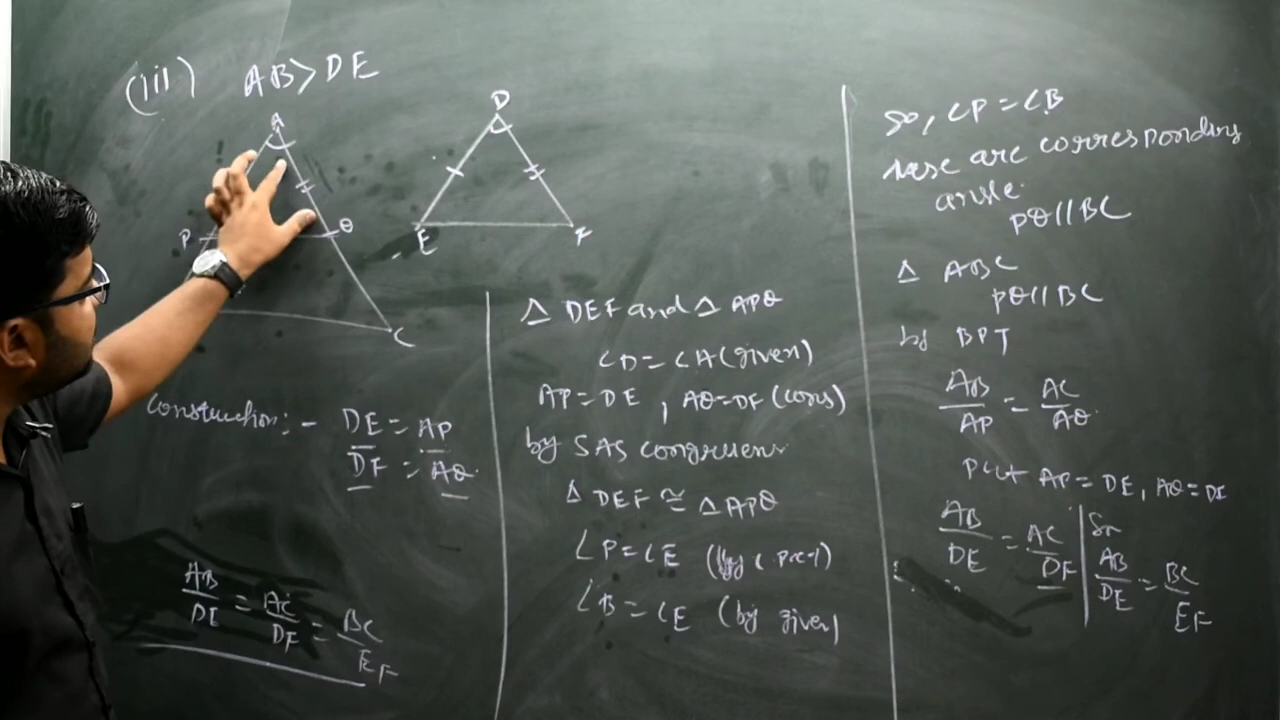 (iii) AB > DE
A
P
Q
C
D
E
F
Construction:- DE = AP
DF = AQ
AB/DE = AC/DF = BC/EF
Δ DEF and Δ APQ
∠D = ∠A (given)
AP = DE , AQ = DF (cons)
by SAS congruen
Δ DEF ≅ Δ APQ
∠P = ∠E (by c.p.c.t)
∠B = ∠E (by given)
So, ∠P = ∠B
are corresponding
angle.
PQ || BC
Δ ABC
PQ || BC
by BPT
AB/AP = AC/AQ
Put AP = DE, AQ = DF
AB/DE = AC/DF
AB/DE = BC/EF